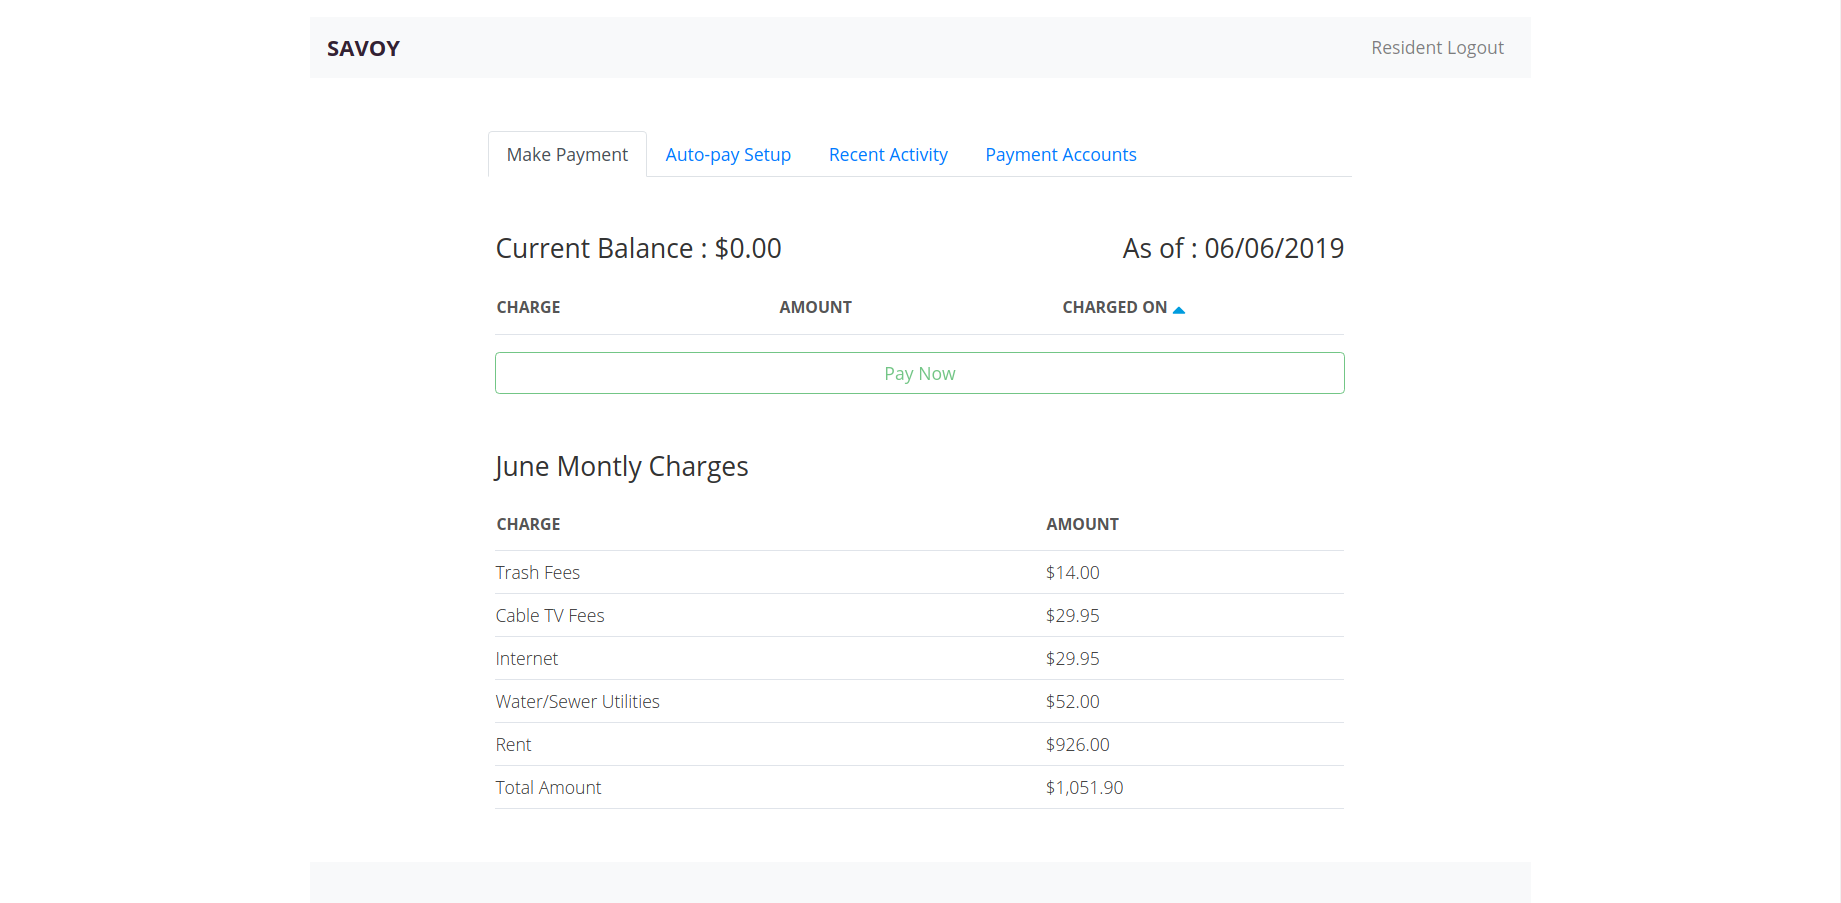 SAVOY
Resident Logout
Make Payment Auto-pay Setup Recent Activity Payment Accounts
Current Balance : $0.00 As of : 06/06/2019
CHARGE AMOUNT CHARGED ON
Pay Now
June Montly Charges
CHARGE AMOUNT
Trash Fees $14.00
Cable TV Fees $29.95
Internet $29.95
Water/Sewer Utilities $52.00
Rent $926.00
Total Amount $1,051.90